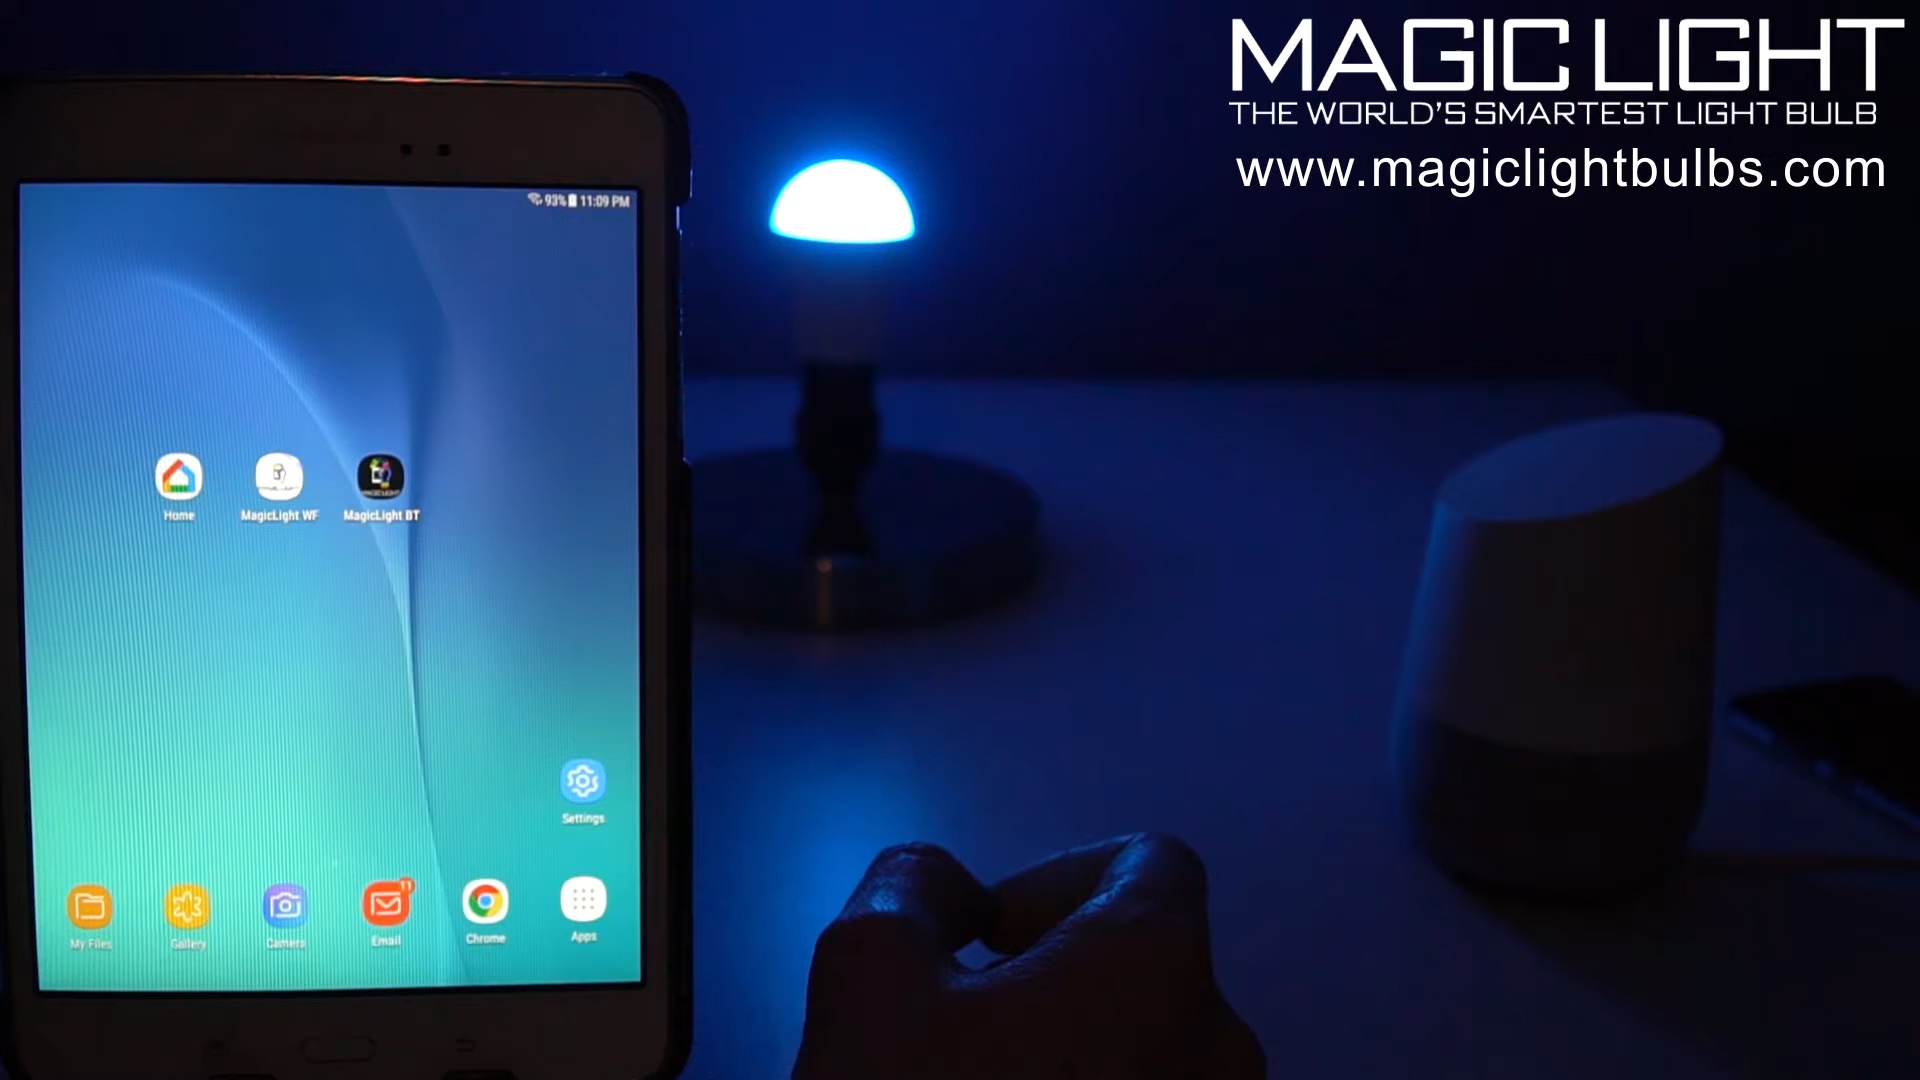 MAGIC LIGHT
THE WORLD'S SMARTEST LIGHT BULB
www.magiclightbulbs.com
93% 11:09 PM
Home MagicLight WF MagicLight BT
Settings
11
My Files Gallery Camera Email Chrome Apps